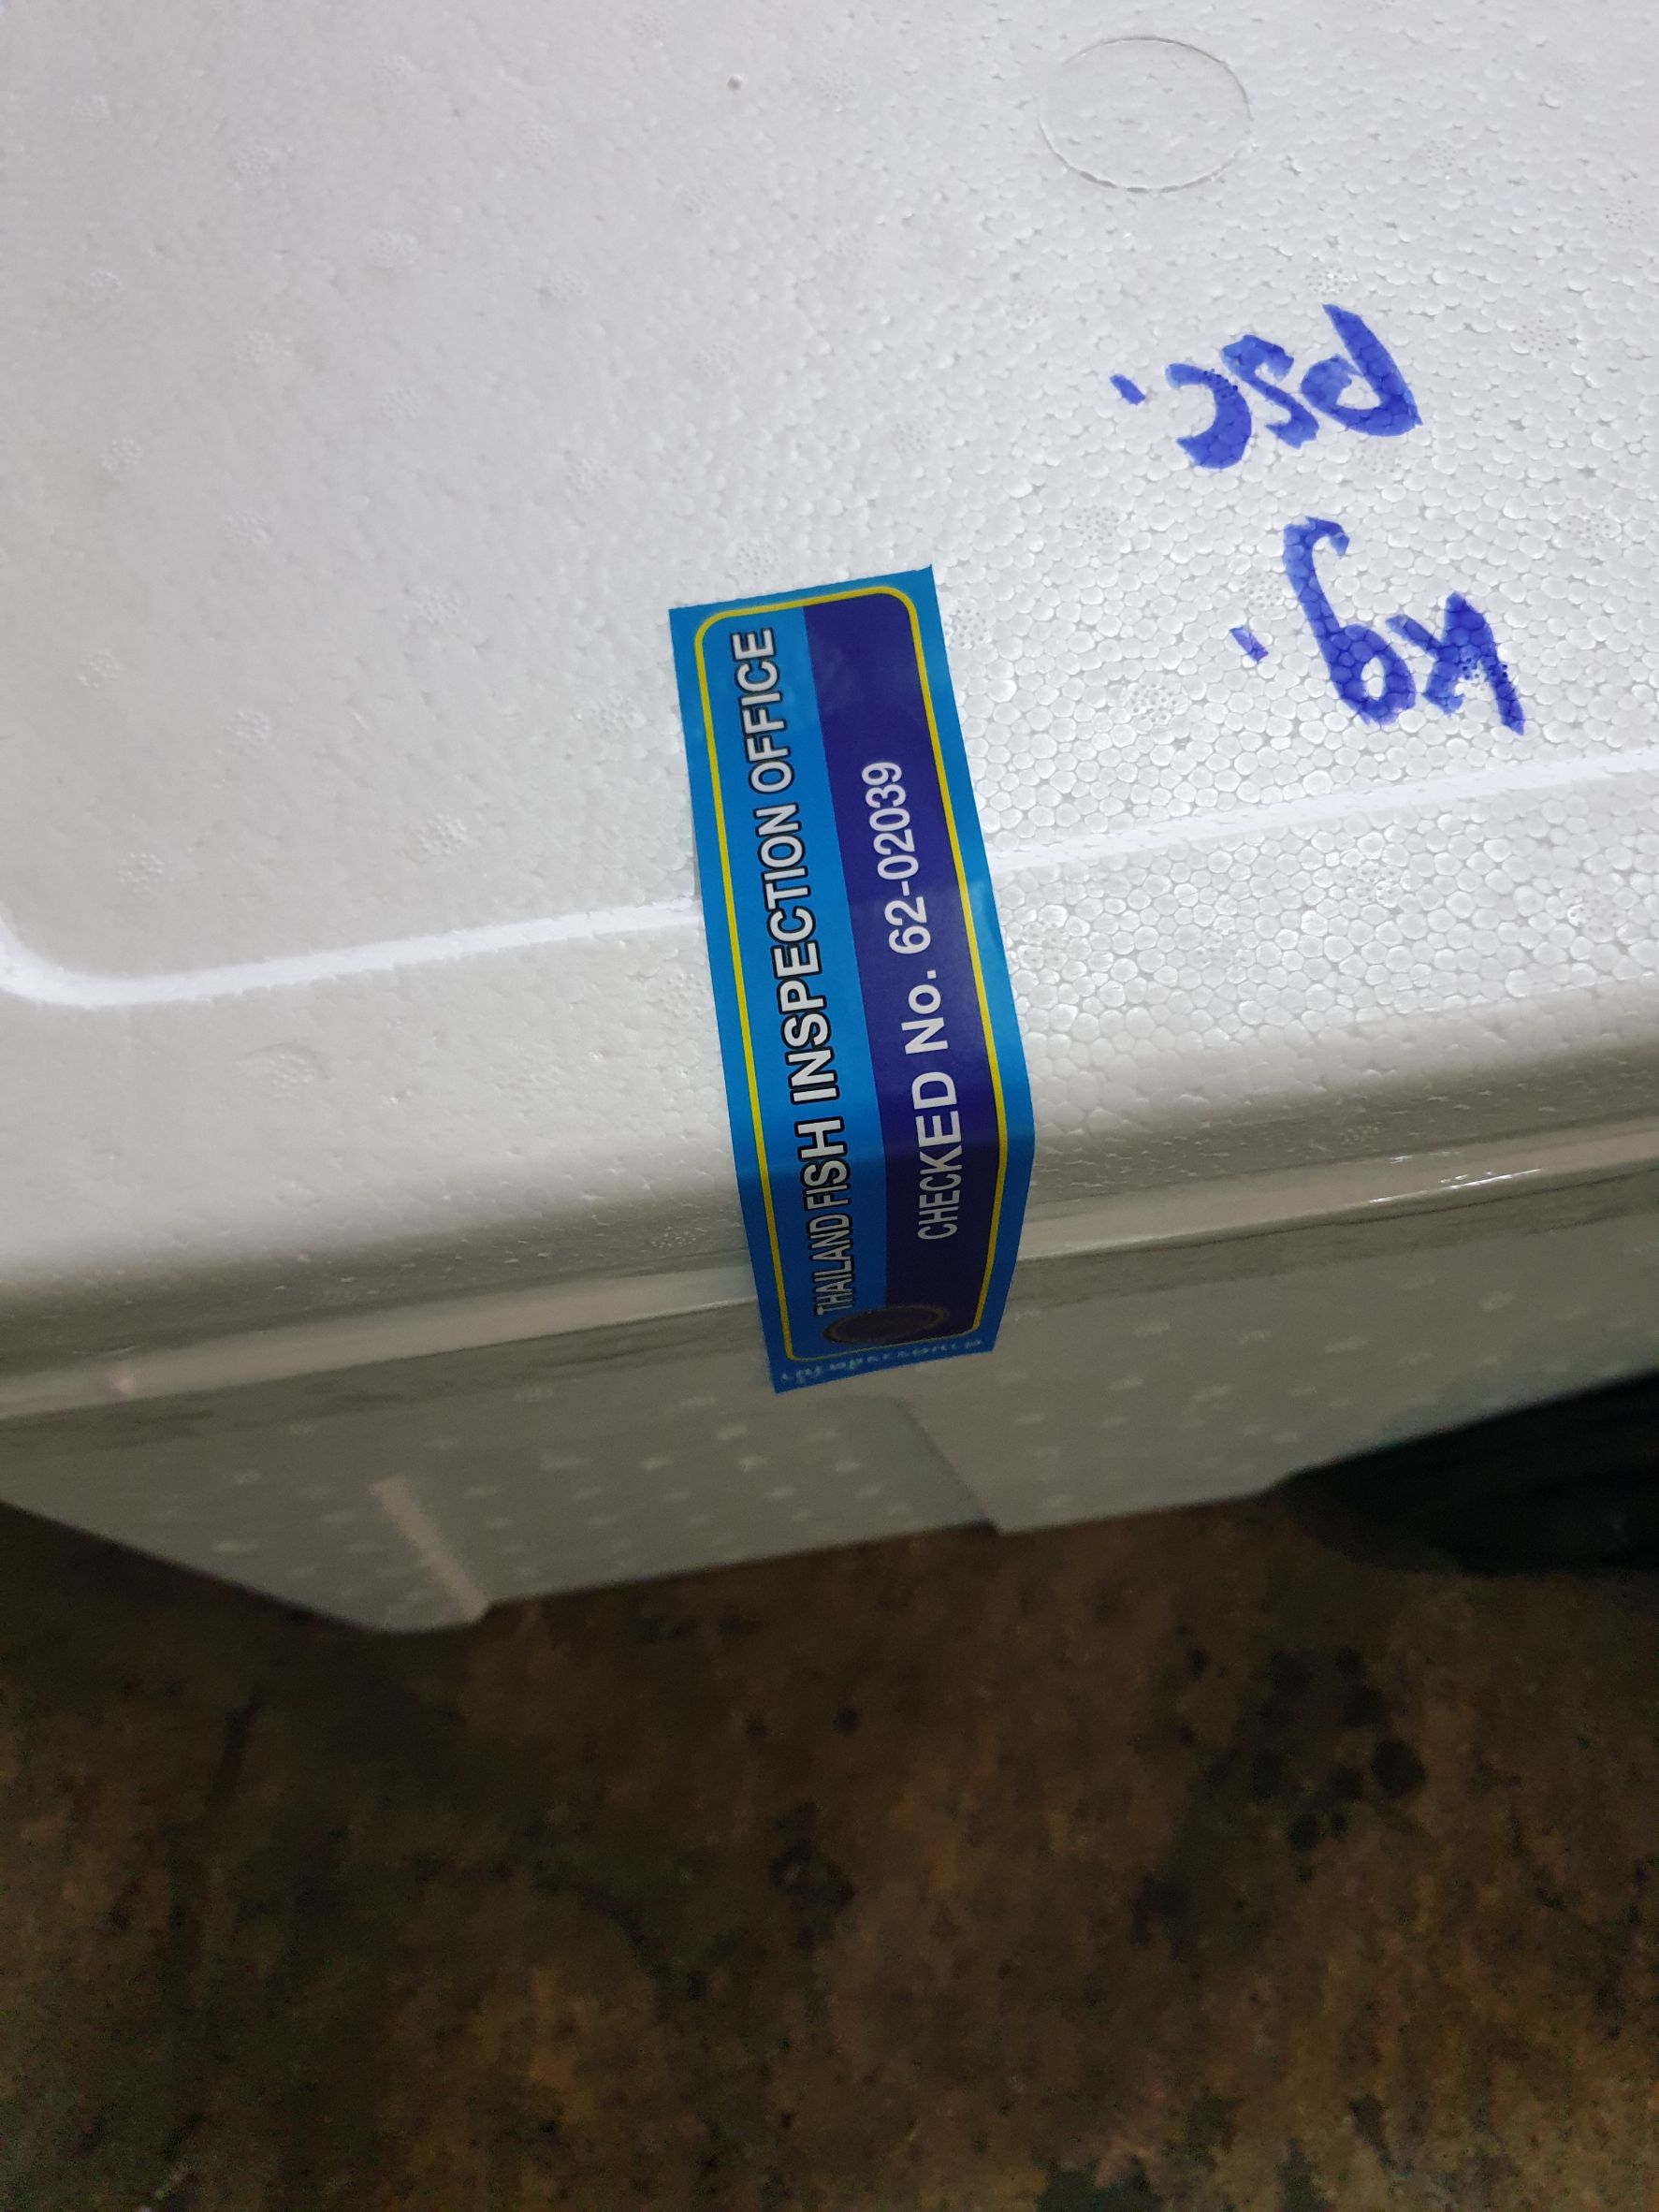 THAILAND FISH INSPECTION OFFICE
CHECKED No. 62-02039
Kg.
Psc.